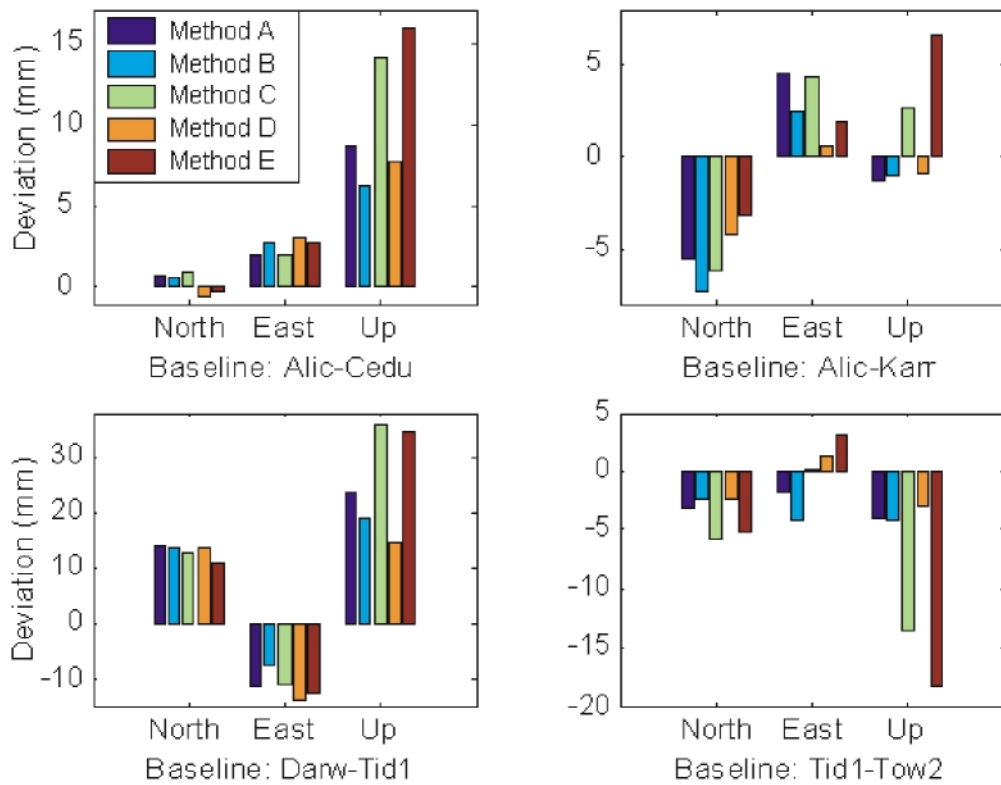 Deviation (mm)
15
10
5
0
Method A
Method B
Method C
Method D
Method E
North East Up
Baseline: Alic-Cedu
5
0
-5
North East Up
Baseline: Alic-Karr
Deviation (mm)
30
20
10
0
-10
North East Up
Baseline: Darw-Tid1
5
0
-5
-10
-15
-20
North East Up
Baseline: Tid1-Tow2